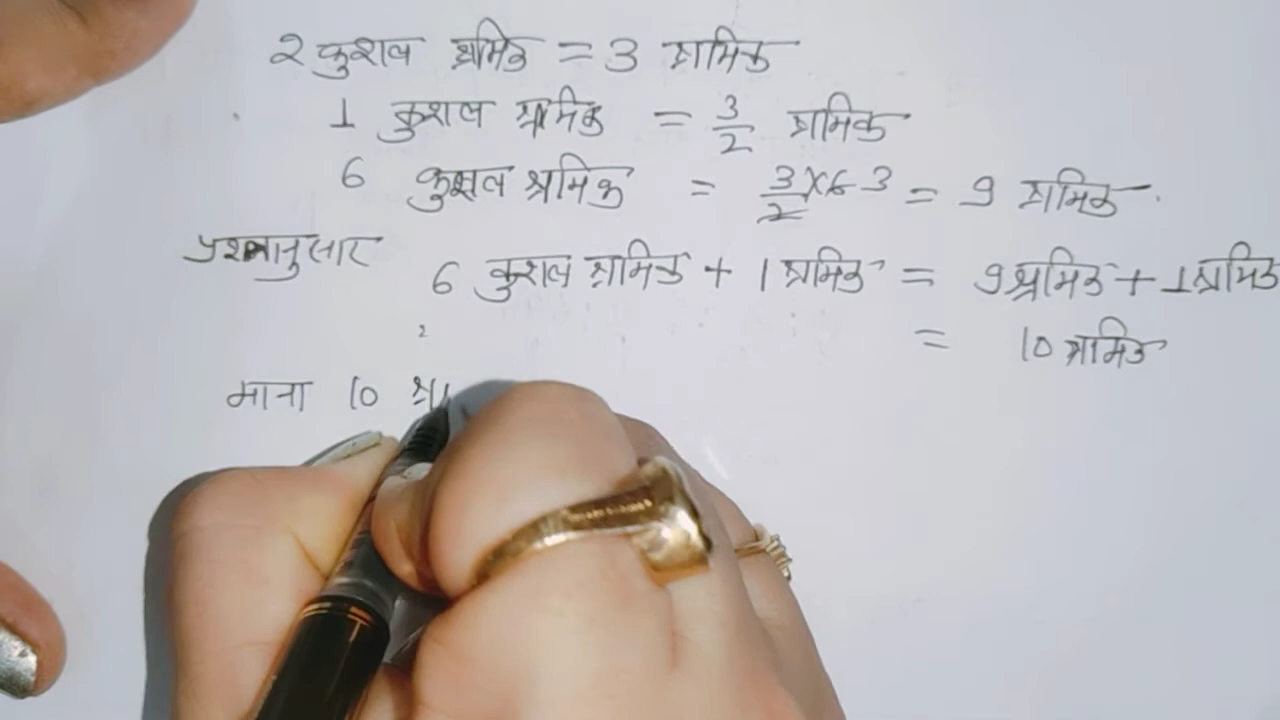 2 कुशल श्रमिक = 3 श्रमिक
1 कुशल श्रमिक = 3/2 श्रमिक
6 कुशल श्रमिक = 3/2 × 6 3 = 9 श्रमिक
प्रश्नानुसार
6 कुशल श्रमिक + 1 श्रमिक = 9 श्रमिक + 1 श्रमिक
= 10 श्रमिक
माना 10